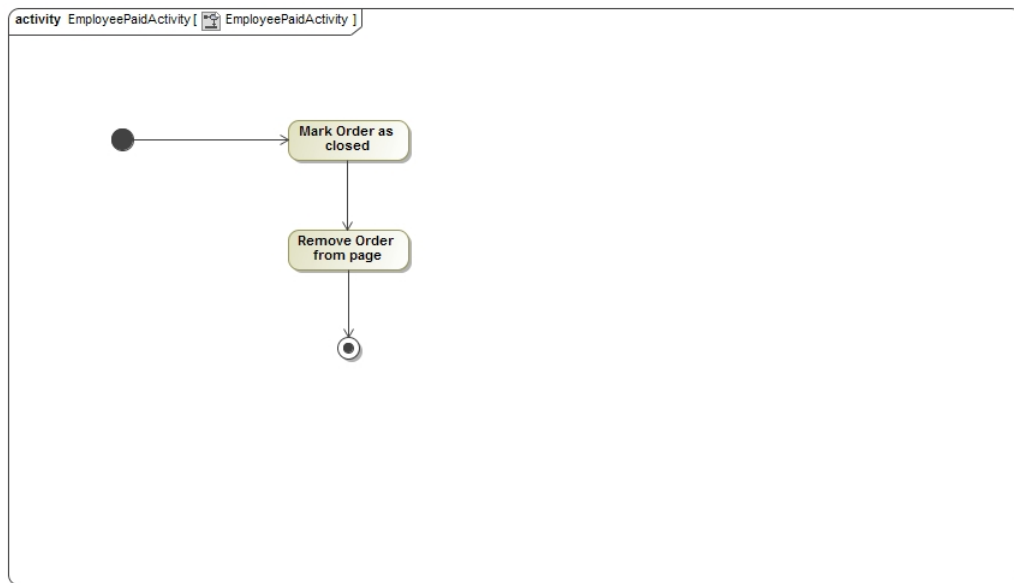 activity EmployeePaidActivity [ EmployeePaidActivity ]
Mark Order as
closed
Remove Order
from page